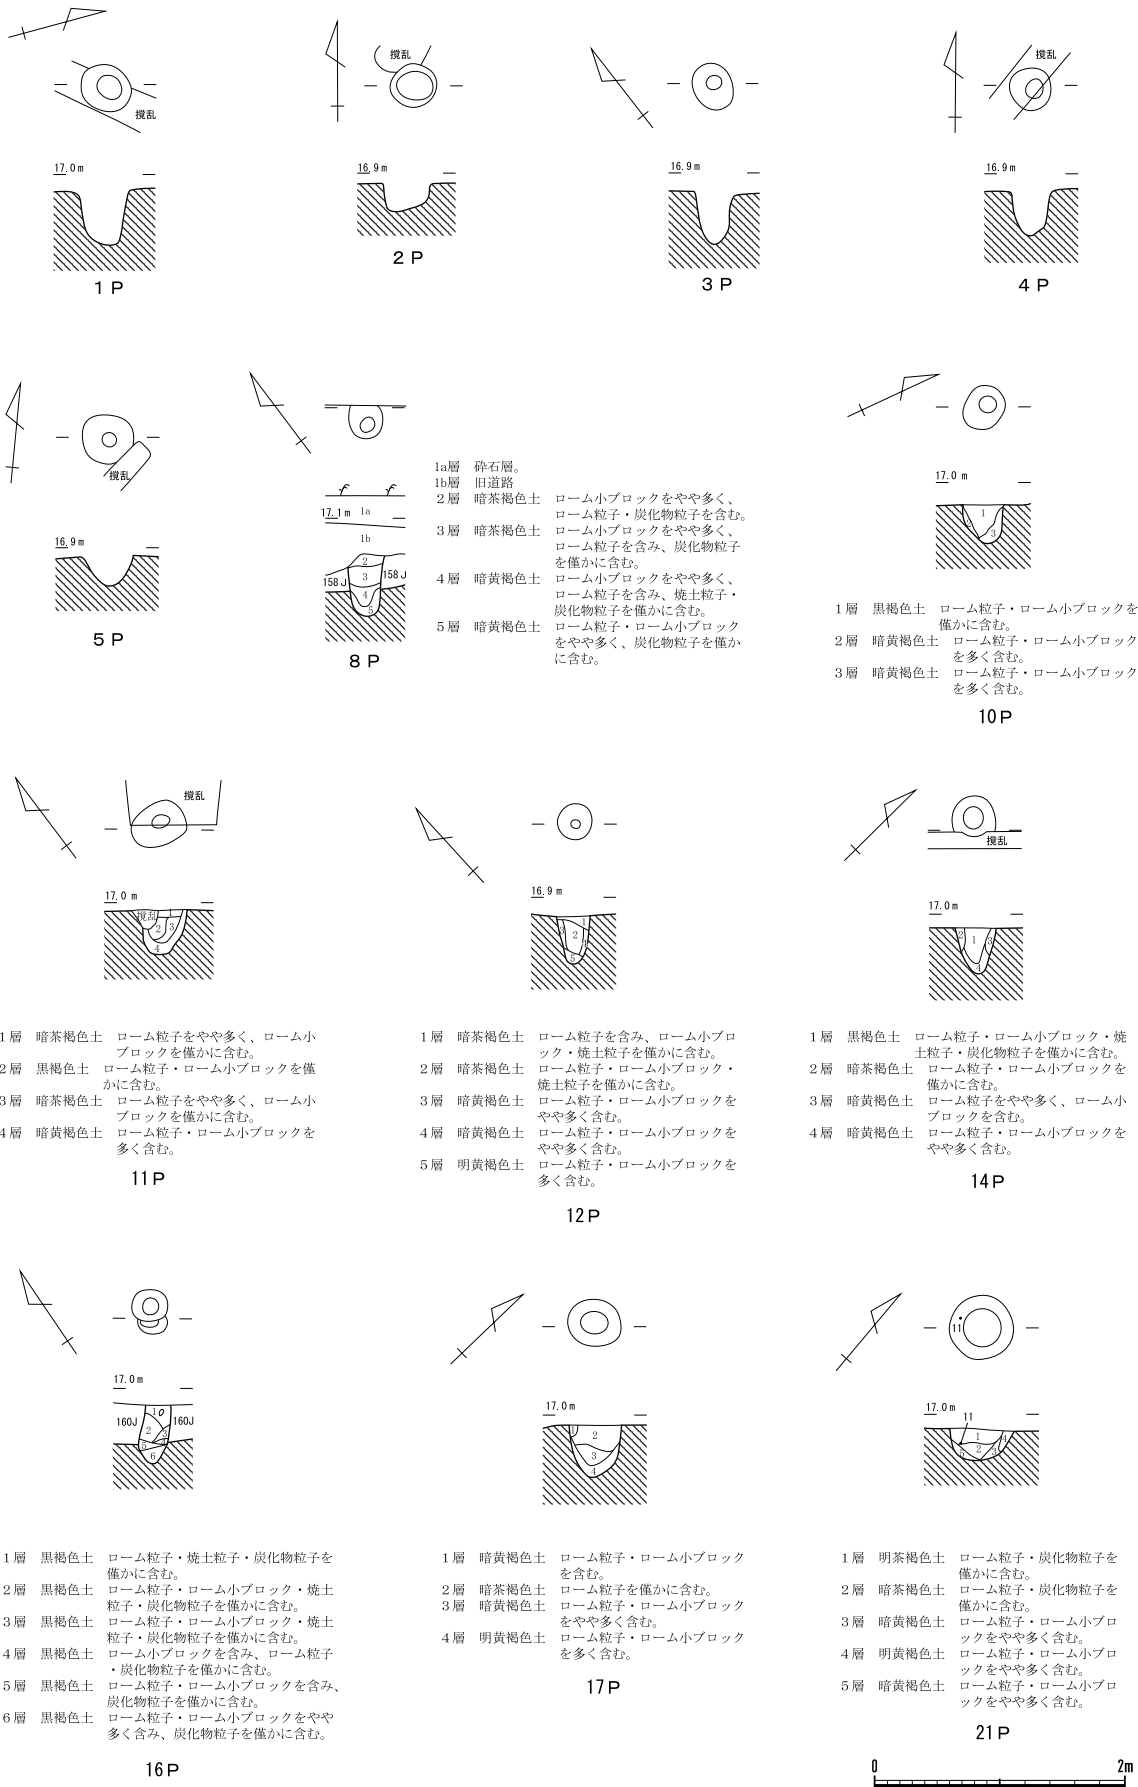 撹乱
17.0m
1P
撹乱
16.9m
2P
16.9m
3P
撹乱
16.9m
4P
撹乱
16.9m
5P
17.1m
1a
1b
2
158J
3
158J
4
5
8P
1a層 砕石層。
1b層 旧道路
2層 暗茶褐色土 ローム小ブロックをやや多く、
ローム粒子・炭化物粒子を含む。
3層 暗茶褐色土 ローム小ブロックをやや多く、
ローム粒子を含み、炭化物粒子
を僅かに含む。
4層 暗黄褐色土 ローム小ブロックをやや多く、
ローム粒子を含み、焼土粒子・
炭化物粒子を僅かに含む。
5層 暗黄褐色土 ローム粒子・ローム小ブロック
をやや多く、炭化物粒子を僅か
に含む。
17.0m
1
2
3
1層 黒褐色土 ローム粒子・ローム小ブロックを
僅かに含む。
2層 暗黄褐色土 ローム粒子・ローム小ブロック
を多く含む。
3層 暗黄褐色土 ローム粒子・ローム小ブロック
を多く含む。
10P
撹乱
17.0m
撹乱
1
2
3
4
1層 暗茶褐色土 ローム粒子をやや多く、ローム小
ブロックを僅かに含む。
2層 黒褐色土 ローム粒子・ローム小ブロックを僅
かに含む。
3層 暗茶褐色土 ローム粒子をやや多く、ローム小
ブロックを僅かに含む。
4層 暗黄褐色土 ローム粒子・ローム小ブロックを
多く含む。
11P
16.9m
1
2
3
4
5
1層 暗茶褐色土 ローム粒子を含み、ローム小ブロ
ック・焼土粒子を僅かに含む。
2層 暗茶褐色土 ローム粒子・ローム小ブロック・
焼土粒子を僅かに含む。
3層 暗黄褐色土 ローム粒子・ローム小ブロックを
やや多く含む。
4層 暗黄褐色土 ローム粒子・ローム小ブロックを
やや多く含む。
5層 明黄褐色土 ローム粒子・ローム小ブロックを
多く含む。
12P
撹乱
17.0m
2
1
3
4
1層 黒褐色土 ローム粒子・ローム小ブロック・焼
土粒子・炭化物粒子を僅かに含む。
2層 暗茶褐色土 ローム粒子・ローム小ブロックを
僅かに含む。
3層 暗黄褐色土 ローム粒子をやや多く、ローム小
ブロックを含む。
4層 暗黄褐色土 ローム粒子・ローム小ブロックを
やや多く含む。
14P
17.0m
1
160J
2
3
160J
4
5
6
1層 黒褐色土 ローム粒子・焼土粒子・炭化物粒子を
僅かに含む。
2層 黒褐色土 ローム粒子・ローム小ブロック・焼土
粒子・炭化物粒子を僅かに含む。
3層 黒褐色土 ローム粒子・ローム小ブロック・焼土
粒子・炭化物粒子を僅かに含む。
4層 黒褐色土 ローム小ブロックを含み、ローム粒子
・炭化物粒子を僅かに含む。
5層 黒褐色土 ローム粒子・ローム小ブロックを含み、
炭化物粒子を僅かに含む。
6層 黒褐色土 ローム粒子・ローム小ブロックをやや
多く含み、炭化物粒子を僅かに含む。
16P
17.0m
1
2
3
4
1層 暗黄褐色土 ローム粒子・ローム小ブロック
を含む。
2層 暗茶褐色土 ローム粒子を僅かに含む。
3層 暗黄褐色土 ローム粒子・ローム小ブロック
をやや多く含む。
4層 明黄褐色土 ローム粒子・ローム小ブロック
を多く含む。
17P
11
17.0m
11
1
2
3
4
5
1層 明茶褐色土 ローム粒子・炭化物粒子を
僅かに含む。
2層 暗茶褐色土 ローム粒子・炭化物粒子を
僅かに含む。
3層 暗黄褐色土 ローム粒子・ローム小ブロ
ックをやや多く含む。
4層 明黄褐色土 ローム粒子・ローム小ブロ
ックをやや多く含む。
5層 暗黄褐色土 ローム粒子・ローム小ブロ
ックをやや多く含む。
21P
0
2m